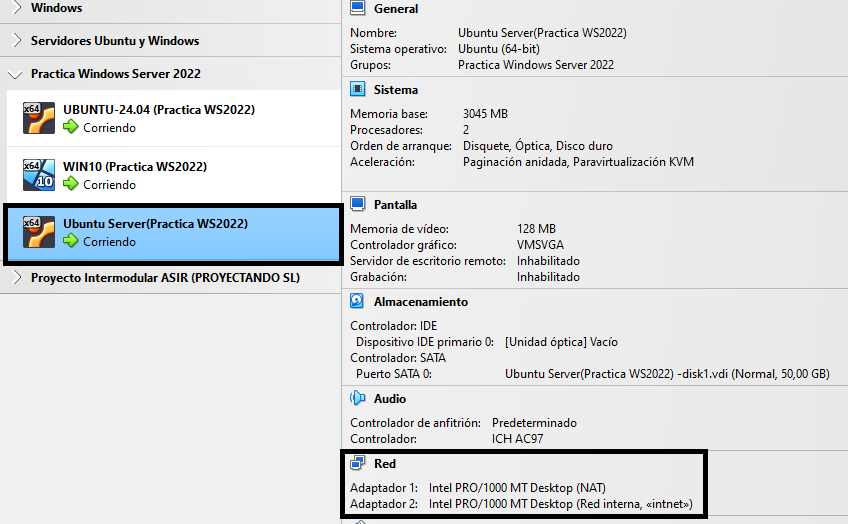 Windows
Servidores Ubuntu y Windows
Practica Windows Server 2022
x64
UBUNTU-24.04 (Practica WS2022)
Corriendo
x64
10
WIN10 (Practica WS2022)
Corriendo
x64
Ubuntu Server(Practica WS2022)
Corriendo
Proyecto Intermodular ASIR (PROYECTANDO SL)
General
Nombre: Ubuntu Server(Practica WS2022)
Sistema operativo: Ubuntu (64-bit)
Grupos: Practica Windows Server 2022
Sistema
Memoria base: 3045 MB
Procesadores: 2
Orden de arranque: Disquete, Óptica, Disco duro
Aceleración: Paginación anidada, Paravirtualización KVM
Pantalla
Memoria de vídeo: 128 MB
Controlador gráfico: VMSVGA
Servidor de escritorio remoto: Inhabilitado
Grabación: Inhabilitado
Almacenamiento
Controlador: IDE
Dispositivo IDE primario 0: [Unidad óptica] Vacío
Controlador: SATA
Puerto SATA 0: Ubuntu Server(Practica WS2022) -disk1.vdi (Normal, 50,00 GB)
Audio
Controlador de anfitrión: Predeterminado
Controlador: ICH AC97
Red
Adaptador 1: Intel PRO/1000 MT Desktop (NAT)
Adaptador 2: Intel PRO/1000 MT Desktop (Red interna, «intnet»)